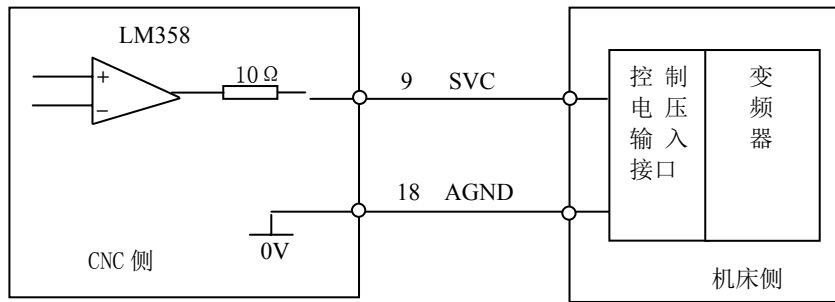 LM358
+
−
10Ω
9 SVC
18 AGND
0V
CNC 侧
控制
电压
输入
接口
变
频
器
机床侧